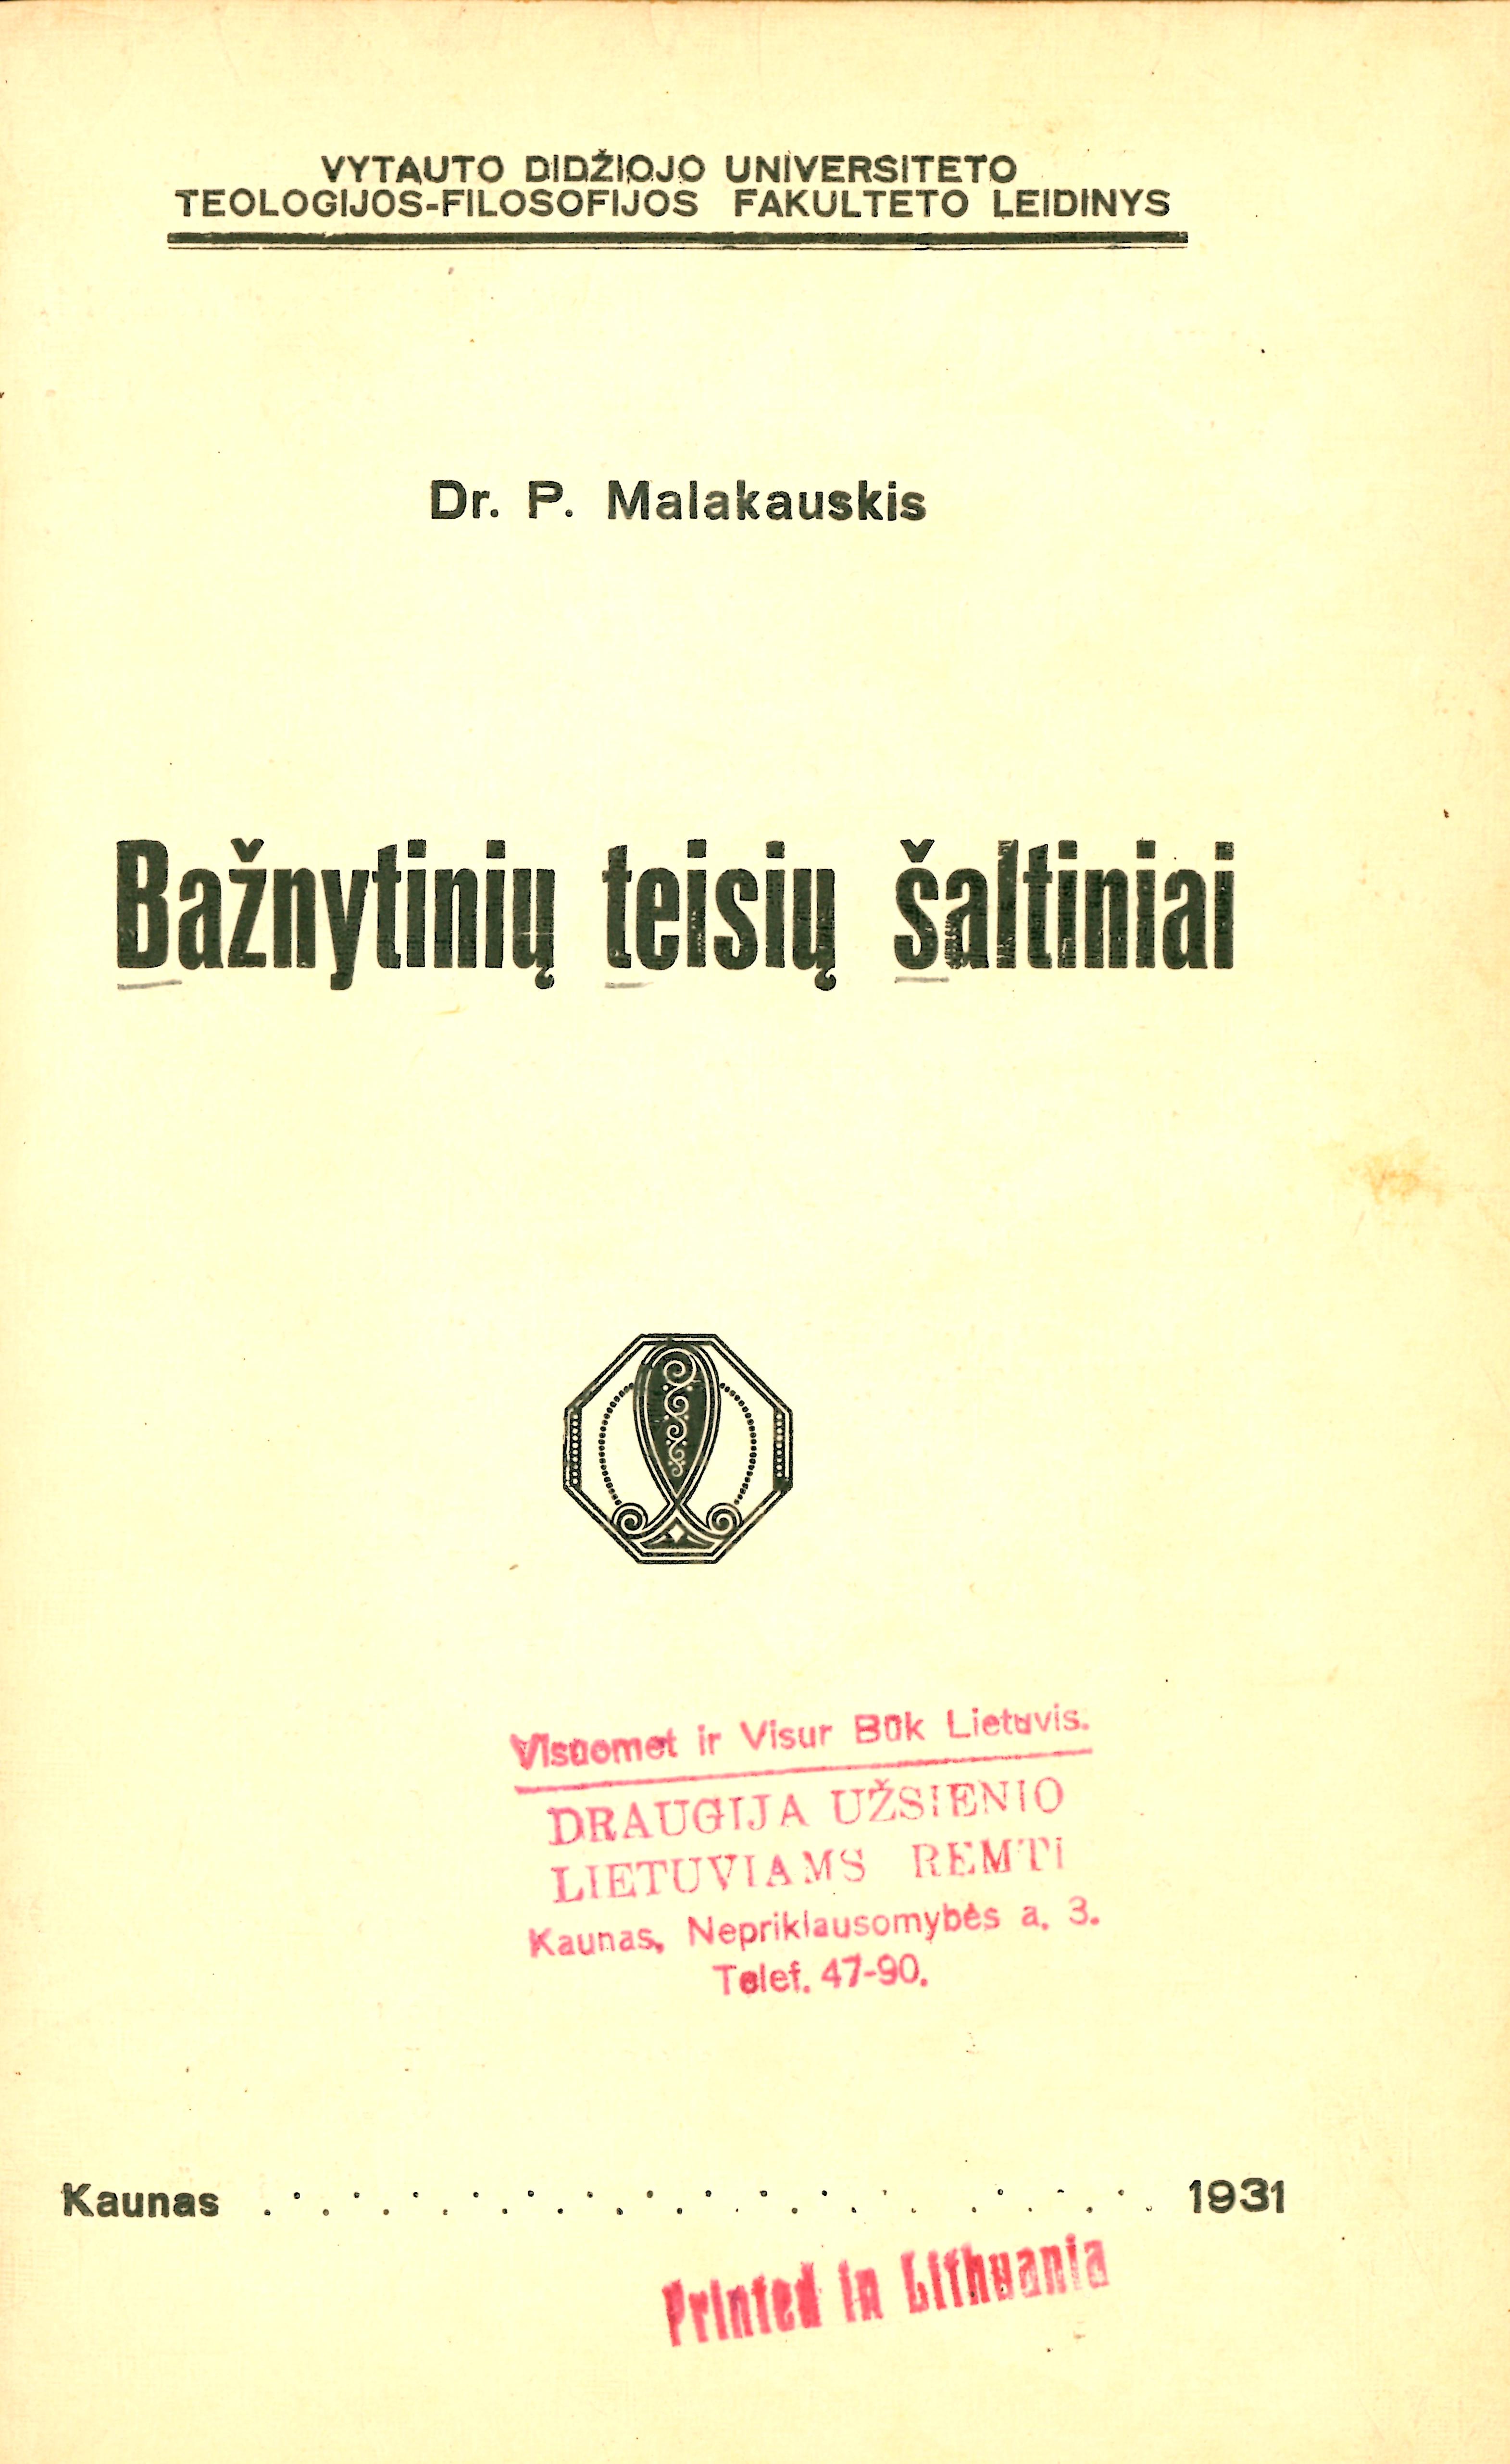 VYTAUTO DIDŽIOJO UNIVERSITETO
TEOLOGIJOS-FILOSOFIJOS FAKULTETO LEIDINYS
Dr. P. Malakauskis
Bažnytinių teisių šaltiniai
Visuomet ir Visur Būk Lietuvis.
DRAUGIJA UŽSIENIO
LIETUVIAMS REMTI
Kaunas, Nepriklausomybės a. 3.
Telef. 47-90.
Kaunas . . . . . . . . . . . . . . . . . . . . . . . . . . . . . . . 1931
Printed in Lithuania